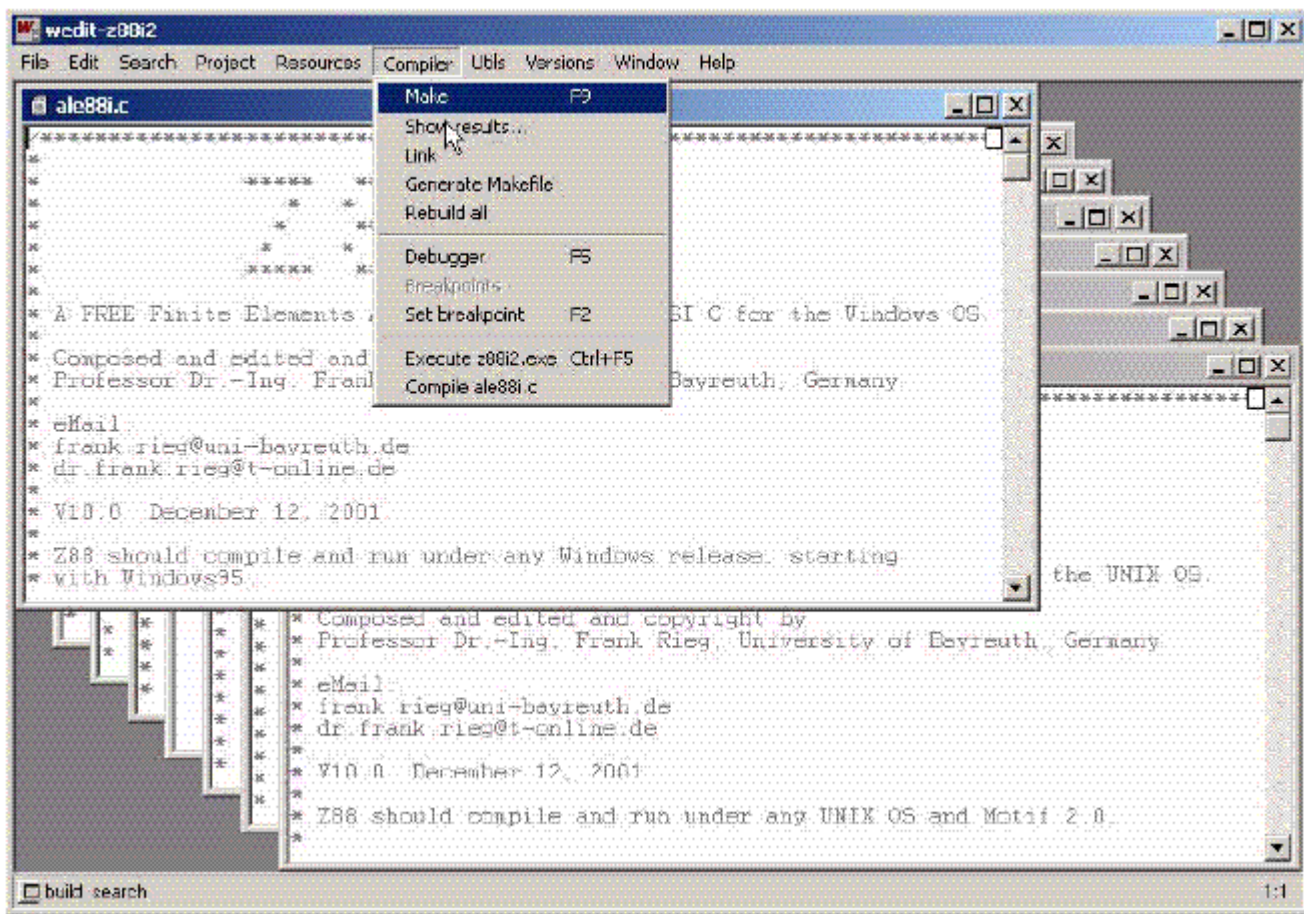 wedit-z88i2
File Edit Search Project Resources Compiler Utils Versions Window Help
ale88i.c
Make F9
Show results...
Link
Generate Makefile
Rebuild all
Debugger F5
Breakpoints
Set breakpoint F2
Execute z88i2.exe Ctrl+F5
Compile ale88i.c
/***************************
*
* *****
* *
* *
* *
* *****
*
* A FREE Finite Elements SI C for the Windows OS
*
* Composed and edited and
* Professor Dr.-Ing. Fran Bayreuth, Germany
*
* eMail:
* frank.rieg@uni-bayreuth.de
* dr.frank.rieg@t-online.de
*
* V10.0 December 12, 2001
*
* Z88 should compile and run under any Windows release, starting
* with Windows95.
the UNIX OS.
* Composed and edited and copyright by
* Professor Dr.-Ing. Frank Rieg, University of Bayreuth, Germany
*
* eMail:
* frank.rieg@uni-bayreuth.de
* dr.frank.rieg@t-online.de
*
* V10.0 December 12, 2001
*
* Z88 should compile and run under any UNIX OS and Motif 2.0.
*
build search 1:1